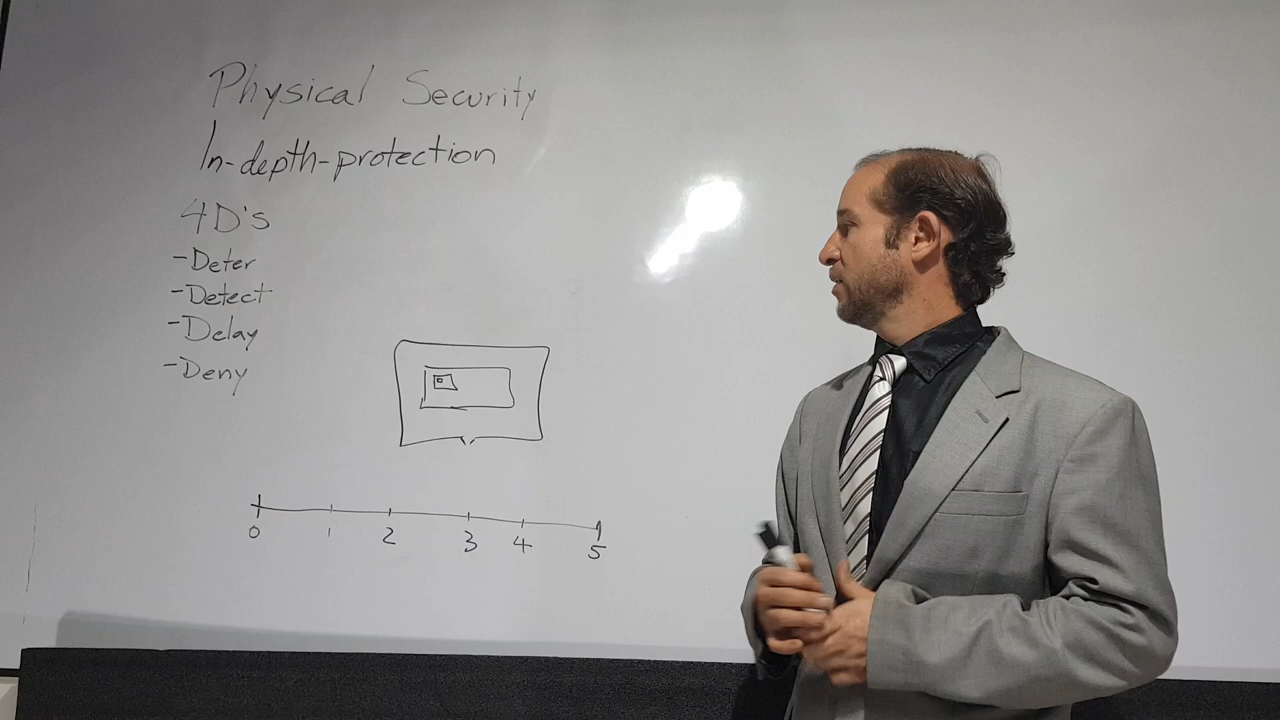 Physical Security
In-depth-protection
4D's
-Deter
-Detect
-Delay
-Deny
0 1 2 3 4 5